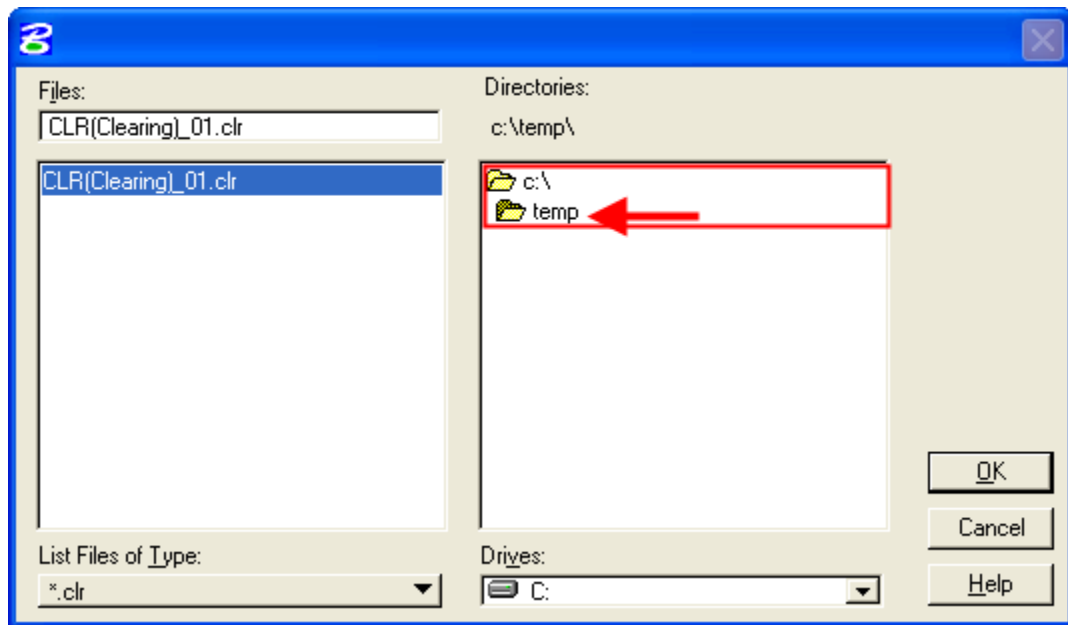 Files:
CLR(Clearing)_01.clr
CLR(Clearing)_01.clr
List Files of Type:
*.clr
Directories:
c:\temp\
c:\
temp
Drives:
C:
OK
Cancel
Help